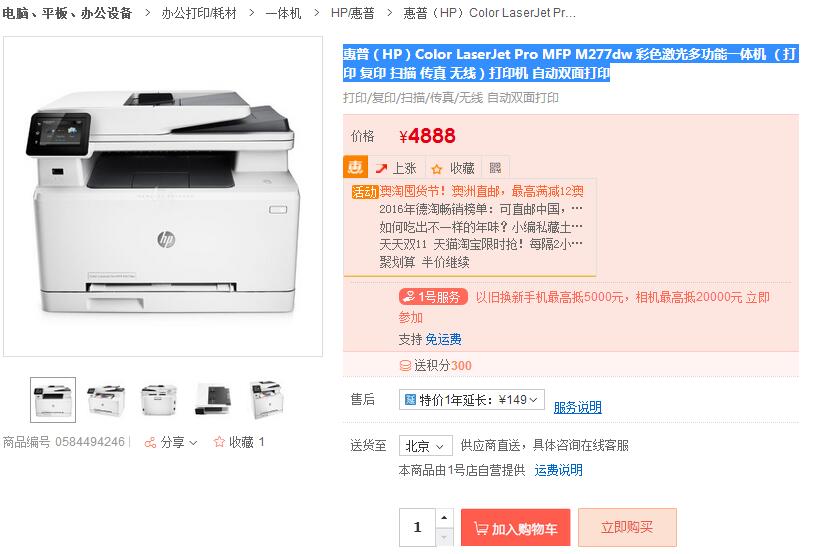 电脑、平板、办公设备 > 办公打印/耗材 > 一体机 > HP/惠普 > 惠普（HP）Color LaserJet Pr...
惠普（HP）Color LaserJet Pro MFP M277dw 彩色激光多功能一体机 （打
印 复印 扫描 传真 无线）打印机 自动双面打印
打印/复印/扫描/传真/无线 自动双面打印
价格 ¥4888
惠 上涨 收藏
活动 澳淘囤货节！澳洲直邮，最高满减12澳
2016年德淘畅销榜单：可直邮中国，…
如何吃出不一样的年味？小编私藏土…
天天双11 天猫淘宝限时抢！每隔2小…
聚划算 半价继续
1号服务 以旧换新手机最高抵5000元，相机最高抵20000元 立即
参加
支持 免运费
送积分300
售后 延 特价1年延长：¥149 服务说明
送货至 北京 供应商直送，具体咨询在线客服
本商品由1号店自营提供 运费说明
1 加入购物车 立即购买
hp
商品编号 0584494246 分享 收藏 1